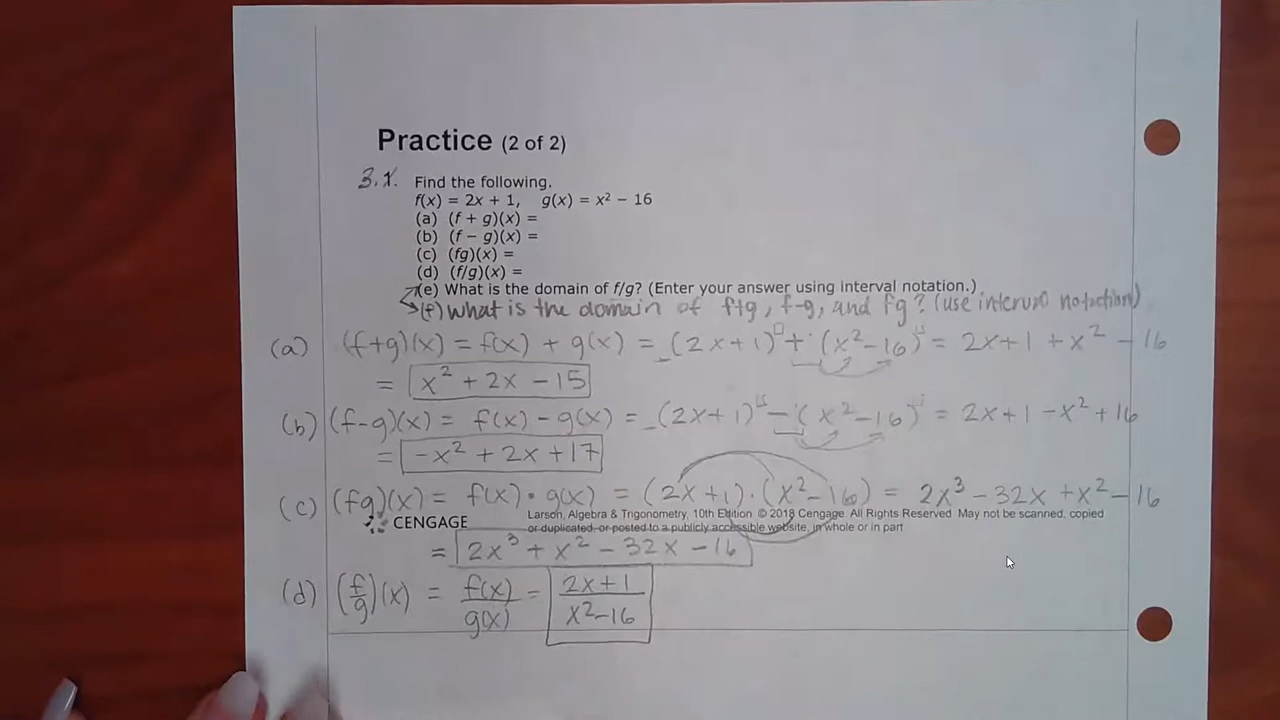 Practice (2 of 2)
3.1. Find the following.
f(x) = 2x + 1, g(x) = x² − 16
(a) (f + g)(x) =
(b) (f − g)(x) =
(c) (fg)(x) =
(d) (f/g)(x) =
(e) What is the domain of f/g? (Enter your answer using interval notation.)
(f) What is the domain of f+g, f-g, and fg? (use interval notation)
(a) (f+g)(x) = f(x) + g(x) = (2x+1) + (x²-16) = 2x+1+x²-16
= x² + 2x - 15
(b) (f-g)(x) = f(x) - g(x) = (2x+1) - (x²-16) = 2x+1-x²+16
= -x² + 2x + 17
(c) (fg)(x) = f(x)·g(x) = (2x+1)·(x²-16) = 2x³ - 32x + x² - 16
CENGAGE
Larson, Algebra & Trigonometry, 10th Edition. © 2018 Cengage. All Rights Reserved May not be scanned, copied
or duplicated, or posted to a publicly accessible website, in whole or in part
= 2x³ + x² - 32x - 16
(d) (f/g)(x) = f(x)/g(x) = 2x+1/x²-16